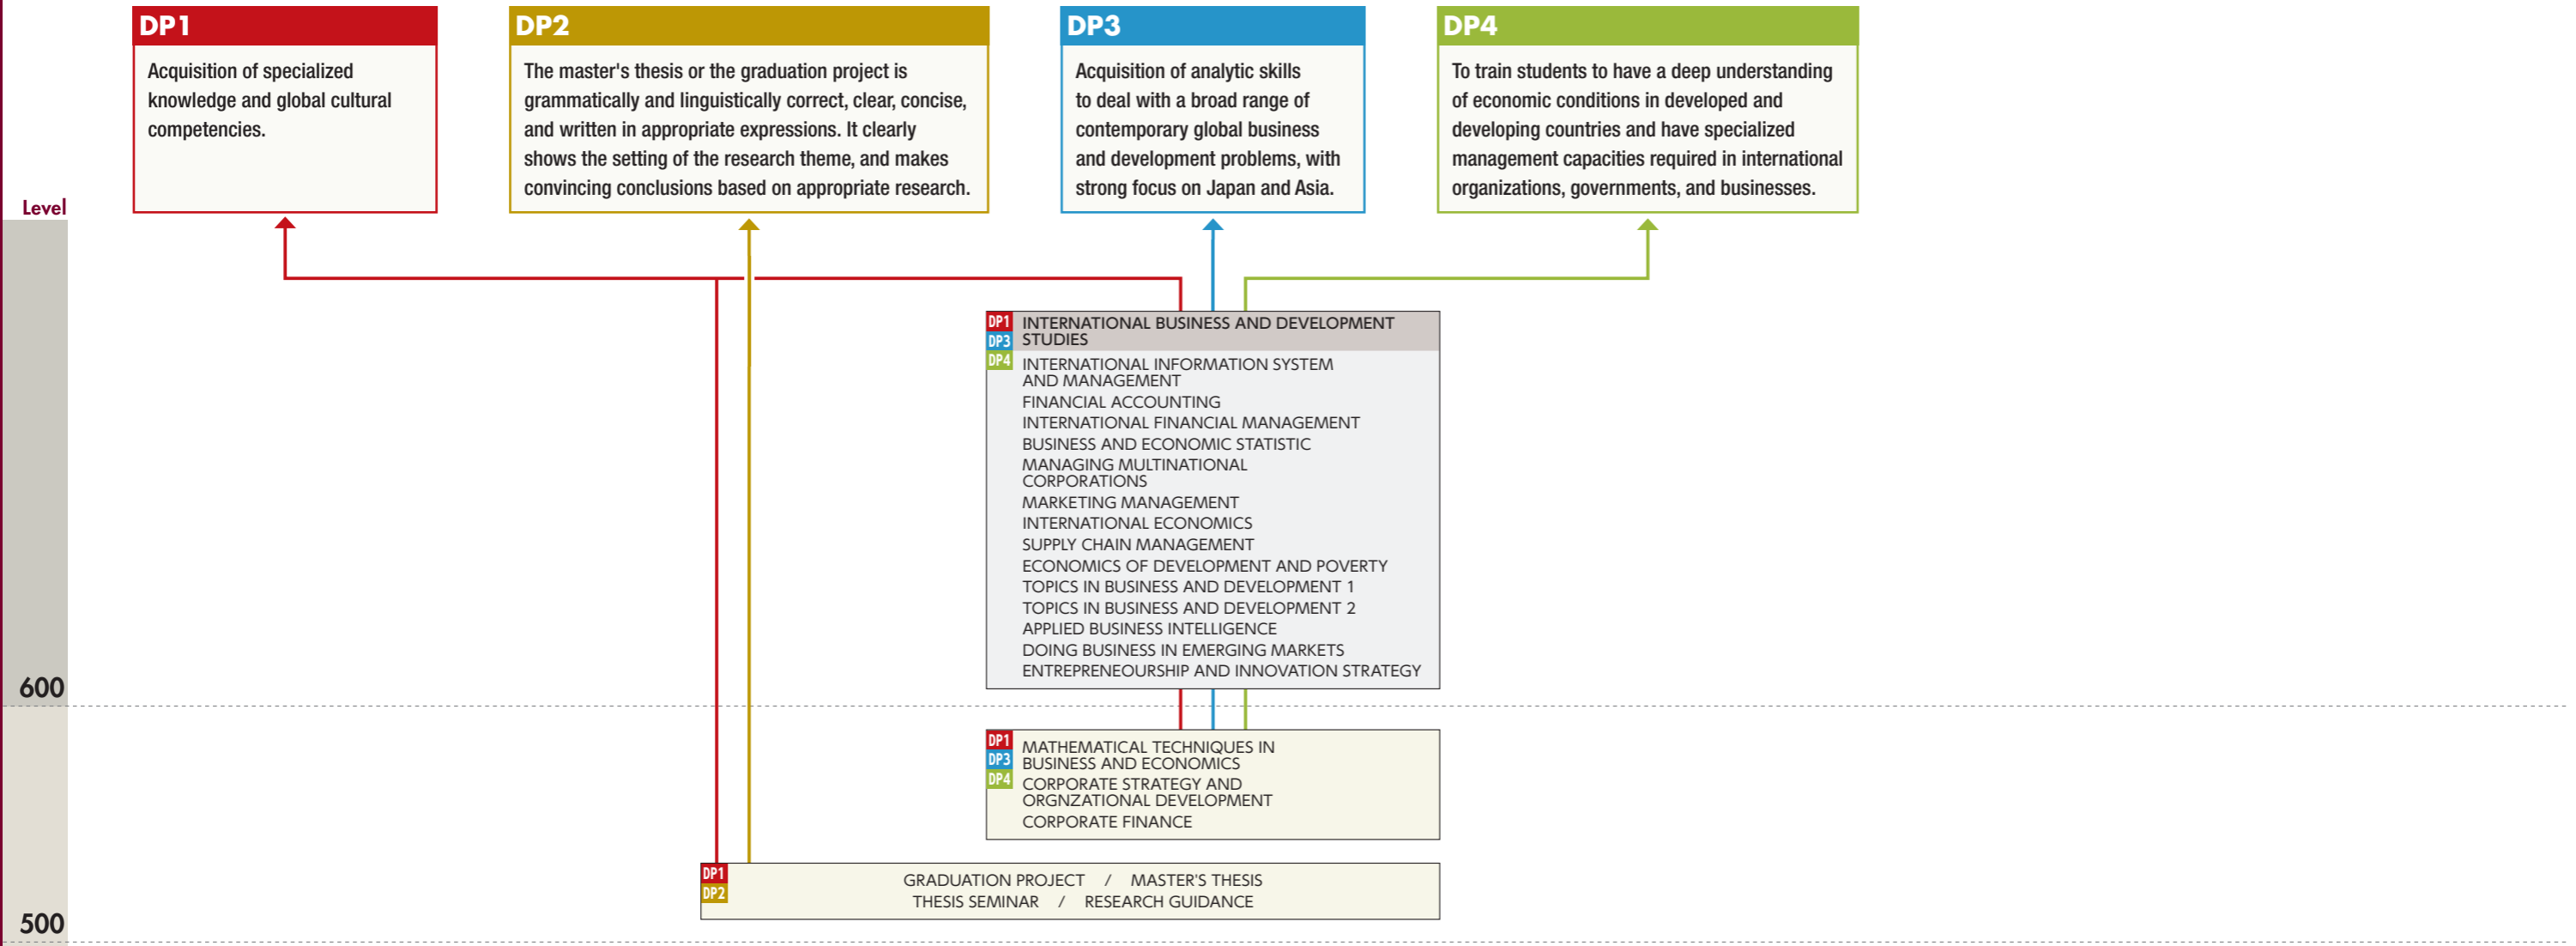 DP1
Acquisition of specialized
knowledge and global cultural
competencies.
DP2
The master's thesis or the graduation project is
grammatically and linguistically correct, clear, concise,
and written in appropriate expressions. It clearly
shows the setting of the research theme, and makes
convincing conclusions based on appropriate research.
DP3
Acquisition of analytic skills
to deal with a broad range of
contemporary global business
and development problems, with
strong focus on Japan and Asia.
DP4
To train students to have a deep understanding
of economic conditions in developed and
developing countries and have specialized
management capacities required in international
organizations, governments, and businesses.
Level
DP1
DP3
DP4
INTERNATIONAL BUSINESS AND DEVELOPMENT
STUDIES
INTERNATIONAL INFORMATION SYSTEM
AND MANAGEMENT
FINANCIAL ACCOUNTING
INTERNATIONAL FINANCIAL MANAGEMENT
BUSINESS AND ECONOMIC STATISTIC
MANAGING MULTINATIONAL
CORPORATIONS
MARKETING MANAGEMENT
INTERNATIONAL ECONOMICS
SUPPLY CHAIN MANAGEMENT
ECONOMICS OF DEVELOPMENT AND POVERTY
TOPICS IN BUSINESS AND DEVELOPMENT 1
TOPICS IN BUSINESS AND DEVELOPMENT 2
APPLIED BUSINESS INTELLIGENCE
DOING BUSINESS IN EMERGING MARKETS
ENTREPRENEOURSHIP AND INNOVATION STRATEGY
600
DP1
DP3
DP4
MATHEMATICAL TECHNIQUES IN
BUSINESS AND ECONOMICS
CORPORATE STRATEGY AND
ORGNZATIONAL DEVELOPMENT
CORPORATE FINANCE
DP1
DP2
GRADUATION PROJECT / MASTER'S THESIS
THESIS SEMINAR / RESEARCH GUIDANCE
500